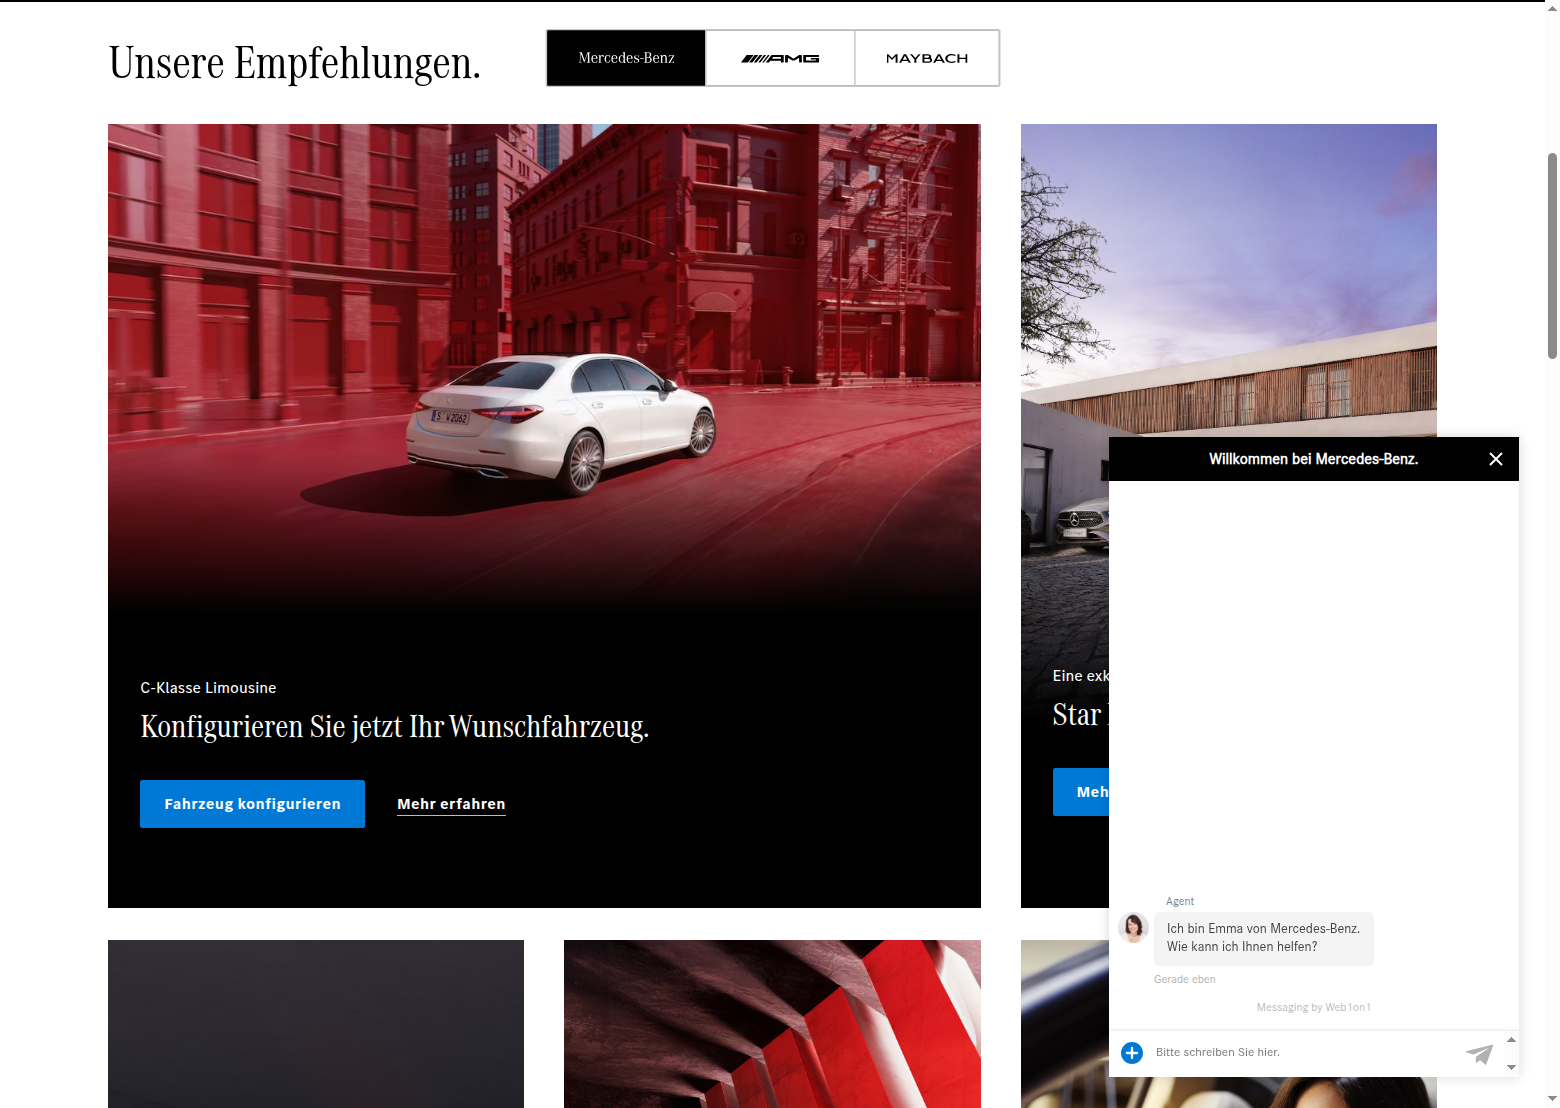 Unsere Empfehlungen.
Mercedes-Benz
AMG
MAYBACH
S W 2062
C-Klasse Limousine
Konfigurieren Sie jetzt Ihr Wunschfahrzeug.
Fahrzeug konfigurieren
Mehr erfahren
Eine exk
Star
Meh
Willkommen bei Mercedes-Benz.
Agent
Ich bin Emma von Mercedes-Benz.
Wie kann ich Ihnen helfen?
Gerade eben
Messaging by Web1on1
Bitte schreiben Sie hier.